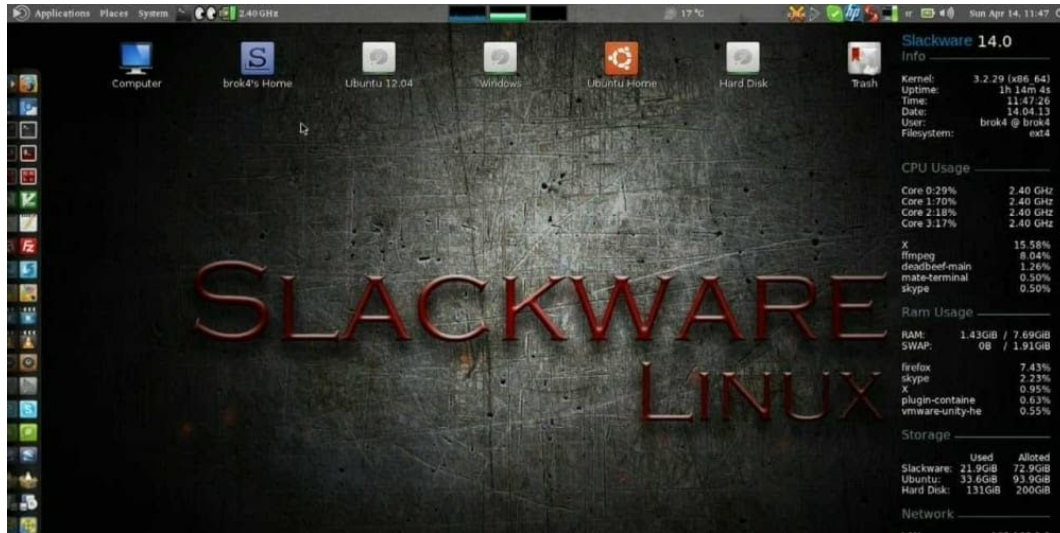 Applications Places System 2.40 GHz 17 °C Sun Apr 14, 11:47
Computer
brok4's Home
Ubuntu 12.04
Windows
Ubuntu Home
Hard Disk
Trash
SLACKWARE
LINUX
Slackware 14.0
Info
Kernel: 3.2.29 (x86_64)
Uptime: 1h 14m 4s
Time: 11:47:26
Date: 14.04.13
User: brok4 @ brok4
Filesystem: ext4
CPU Usage
Core 0:29% 2.40 GHz
Core 1:70% 2.40 GHz
Core 2:18% 2.40 GHz
Core 3:17% 2.40 GHz
X 15.58%
ffmpeg 8.04%
deadbeef-main 1.26%
mate-terminal 0.50%
skype 0.50%
Ram Usage
RAM: 1.43GiB / 7.69GiB
SWAP: 0B / 1.91GiB
firefox 7.43%
skype 2.23%
X 0.95%
plugin-containe 0.63%
vmware-unity-he 0.55%
Storage
Used Alloted
Slackware: 21.9GiB 72.9GiB
Ubuntu: 33.6GiB 93.9GiB
Hard Disk: 131GiB 200GiB
Network